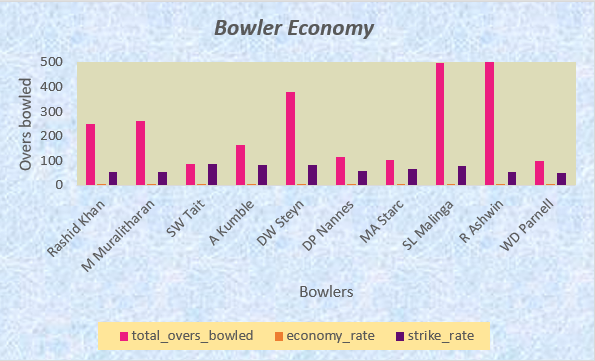 Bowler Economy
Overs bowled
500
400
300
200
100
0
Rashid Khan
M Muralitharan
SW Tait
A Kumble
DW Steyn
DP Nannes
MA Starc
SL Malinga
R Ashwin
WD Parnell
Bowlers
total_overs_bowled economy_rate strike_rate